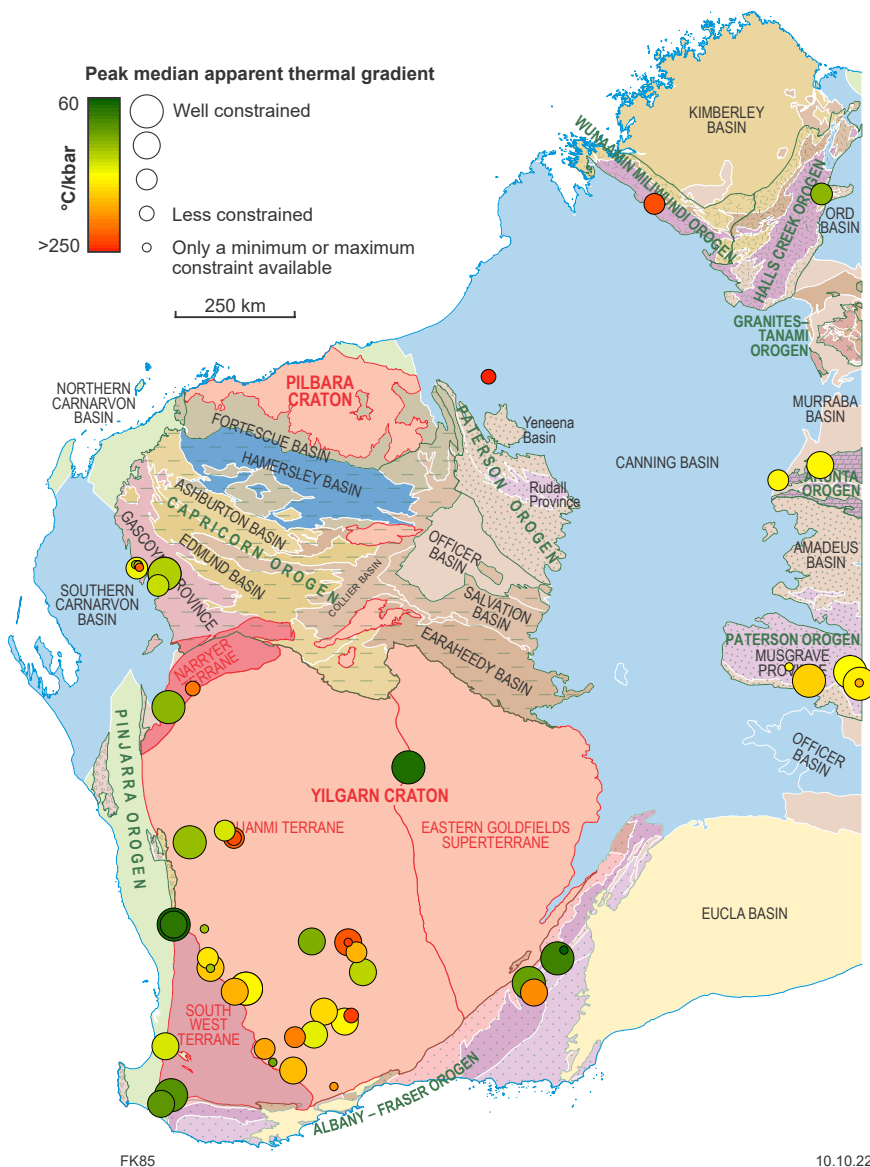 Peak median apparent thermal gradient
60
°C/kbar
>250
Well constrained
Less constrained
Only a minimum or maximum
constraint available
250 km
KIMBERLEY
BASIN
WUNAAMIN MILIWUNDI OROGEN
HALLS CREEK OROGEN
ORD
BASIN
GRANITES–
TANAMI
OROGEN
NORTHERN
CARNARVON
BASIN
PILBARA
CRATON
MURRABA
BASIN
FORTESCUE BASIN
HAMERSLEY BASIN
PATERSON
OROGEN
Yeneena
Basin
CANNING BASIN
Rudall
Province
ARUNTA
OROGEN
ASHBURTON BASIN
CAPRICORN OROGEN
GASCOYNE PROVINCE
EDMUND BASIN
COLLIER BASIN
OFFICER
BASIN
AMADEUS
BASIN
SOUTHERN
CARNARVON
BASIN
SALVATION
BASIN
EARAHEEDY BASIN
PATERSON OROGEN
MUSGRAVE
PROVINCE
NARRYER
TERRANE
PINJARRA OROGEN
OFFICER
BASIN
YILGARN CRATON
UANMI TERRANE
EASTERN GOLDFIELDS
SUPERTERRANE
EUCLA BASIN
SOUTH
WEST
TERRANE
ALBANY – FRASER OROGEN
FK85
10.10.22